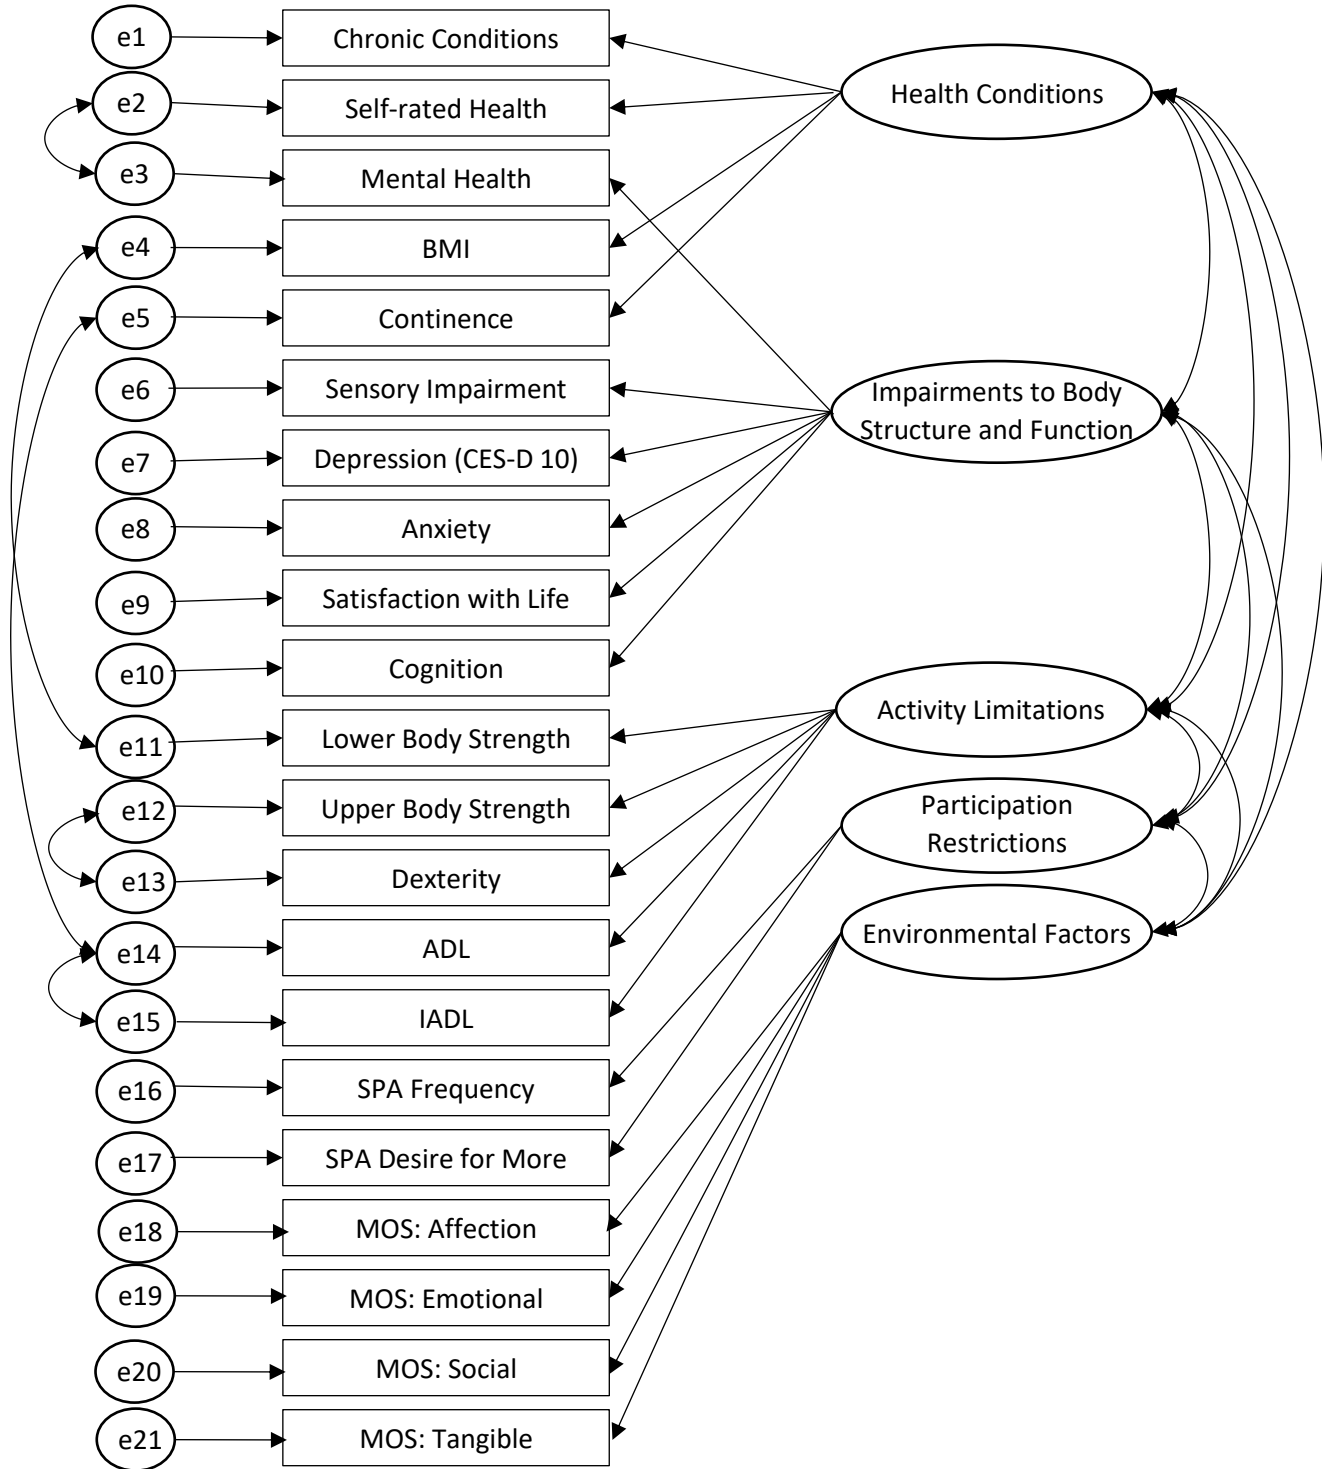 e1
Chronic Conditions
Health Conditions
e2
Self-rated Health
e3
Mental Health
e4
BMI
e5
Continence
e6
Sensory Impairment
Impairments to Body
Structure and Function
e7
Depression (CES-D 10)
e8
Anxiety
e9
Satisfaction with Life
e10
Cognition
e11
Lower Body Strength
Activity Limitations
e12
Upper Body Strength
Participation
Restrictions
e13
Dexterity
e14
ADL
Environmental Factors
e15
IADL
e16
SPA Frequency
e17
SPA Desire for More
e18
MOS: Affection
e19
MOS: Emotional
e20
MOS: Social
e21
MOS: Tangible